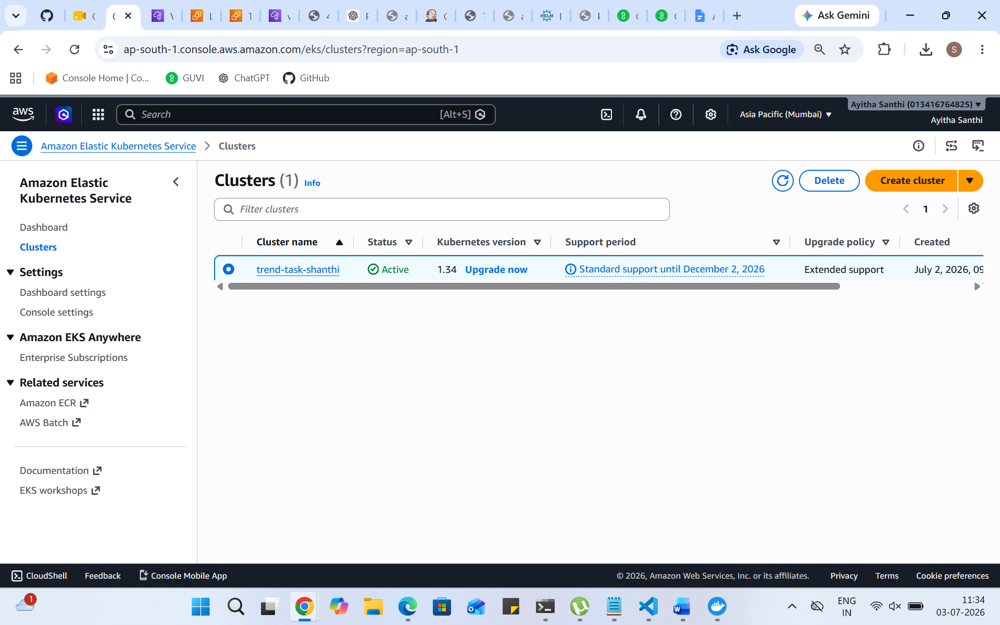 Ask Gemini
ap-south-1.console.aws.amazon.com/eks/clusters?region=ap-south-1
Ask Google
S
Console Home | Co...
GUVI
ChatGPT
GitHub
aws
Search
[Alt+S]
Asia Pacific (Mumbai)
Ayitha Santhi (013416764825)
Ayitha Santhi
Amazon Elastic Kubernetes Service
Clusters
Amazon Elastic
Kubernetes Service
Dashboard
Clusters
Settings
Dashboard settings
Console settings
Amazon EKS Anywhere
Enterprise Subscriptions
Related services
Amazon ECR
AWS Batch
Documentation
EKS workshops
Clusters (1) Info
Delete
Create cluster
Filter clusters
1
Cluster name Status Kubernetes version Support period Upgrade policy Created
trend-task-shanthi Active 1.34 Upgrade now Standard support until December 2, 2026 Extended support July 2, 2026, 09
CloudShell Feedback Console Mobile App
© 2026, Amazon Web Services, Inc. or its affiliates. Privacy Terms Cookie preferences
1
ENG
IN
11:34
03-07-2026